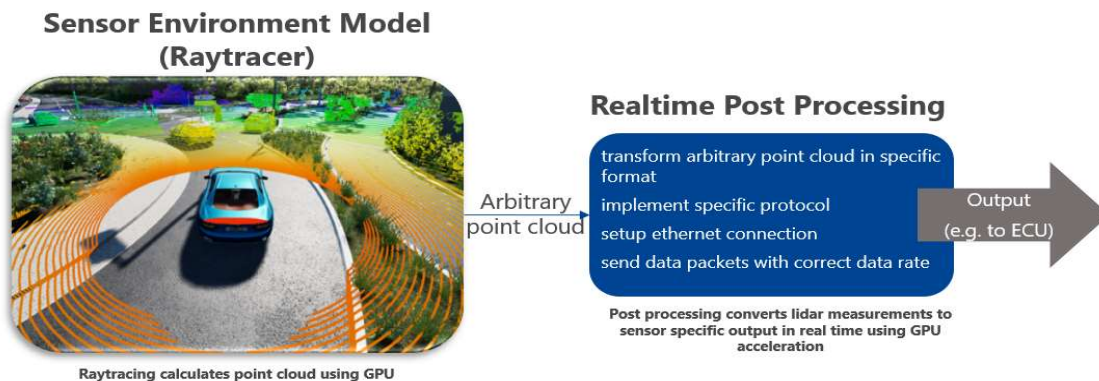 Sensor Environment Model
(Raytracer)
Raytracing calculates point cloud using GPU
Arbitrary
point cloud
Realtime Post Processing
transform arbitrary point cloud in specific
format
implement specific protocol
setup ethernet connection
send data packets with correct data rate
Post processing converts lidar measurements to
sensor specific output in real time using GPU
acceleration
Output
(e.g. to ECU)